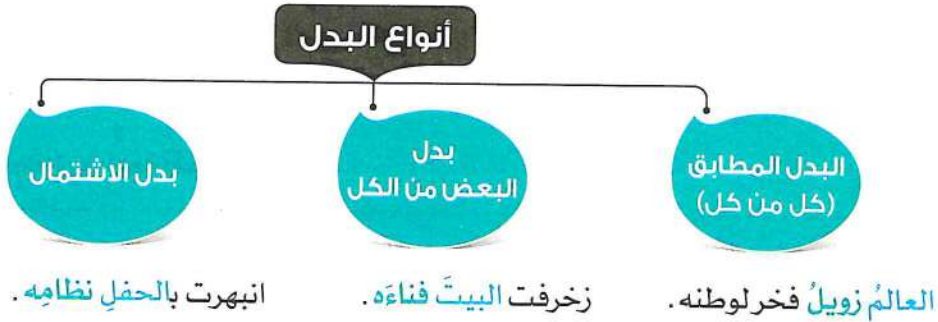 أنواع البدل
البدل المطابق
(كل من كل)
بدل
البعض من الكل
بدل الاشتمال
العالمُ زويلُ فخر لوطنه.
زخرفت البيتَ فناءَه.
انبهرت بالحفلِ نظامِه.